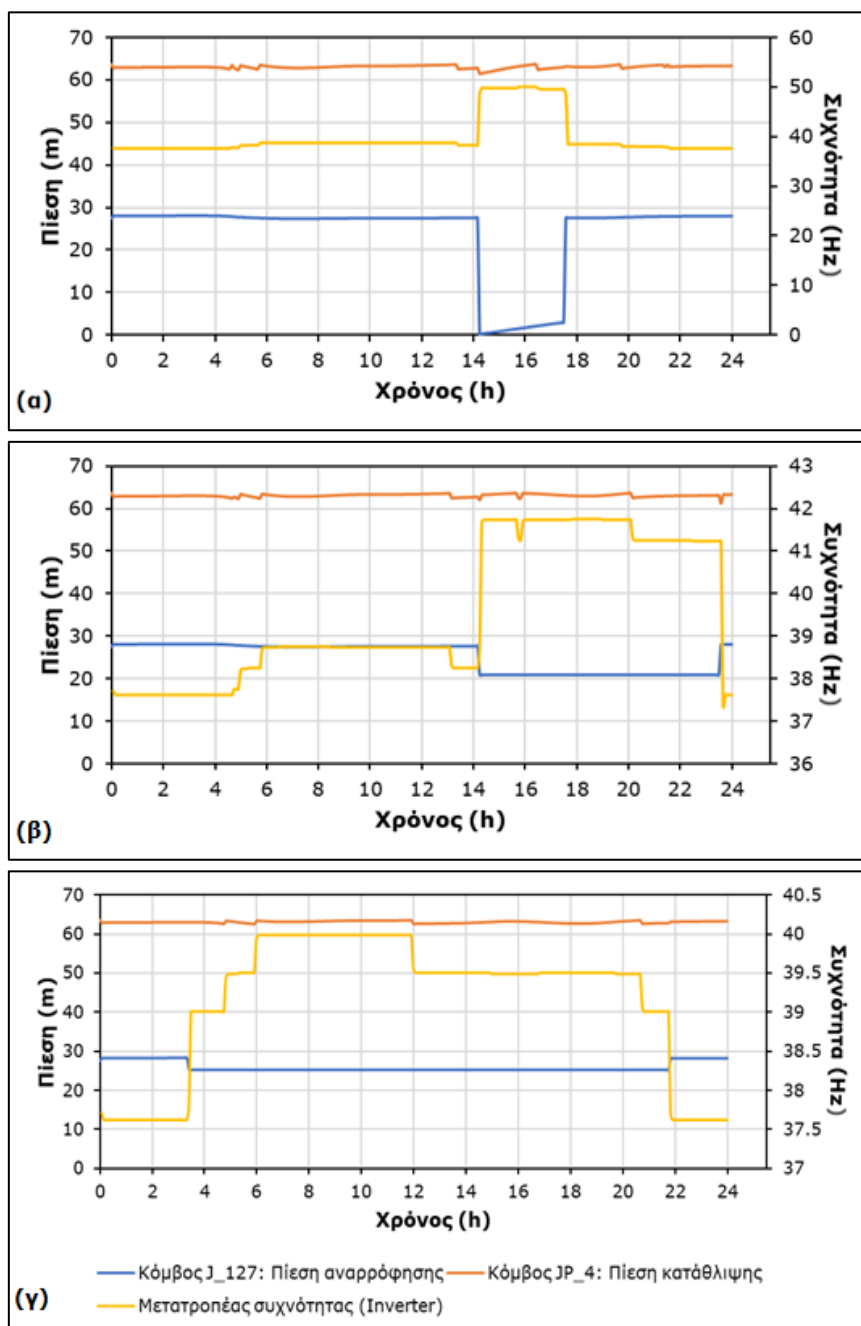 70
60
50
40
30
20
10
0
Πίεση (m)
60
50
40
30
20
10
0
Συχνότητα (Hz)
0 2 4 6 8 10 12 14 16 18 20 22 24
Χρόνος (h)
(α)
70
60
50
40
30
20
10
0
Πίεση (m)
43
42
41
40
39
38
37
36
Συχνότητα (Hz)
0 2 4 6 8 10 12 14 16 18 20 22 24
Χρόνος (h)
(β)
70
60
50
40
30
20
10
0
Πίεση (m)
40.5
40
39.5
39
38.5
38
37.5
37
Συχνότητα (Hz)
0 2 4 6 8 10 12 14 16 18 20 22 24
Χρόνος (h)
Κόμβος J_127: Πίεση αναρρόφησης
Κόμβος JP_4: Πίεση κατάθλιψης
Μετατροπέας συχνότητας (Inverter)
(γ)